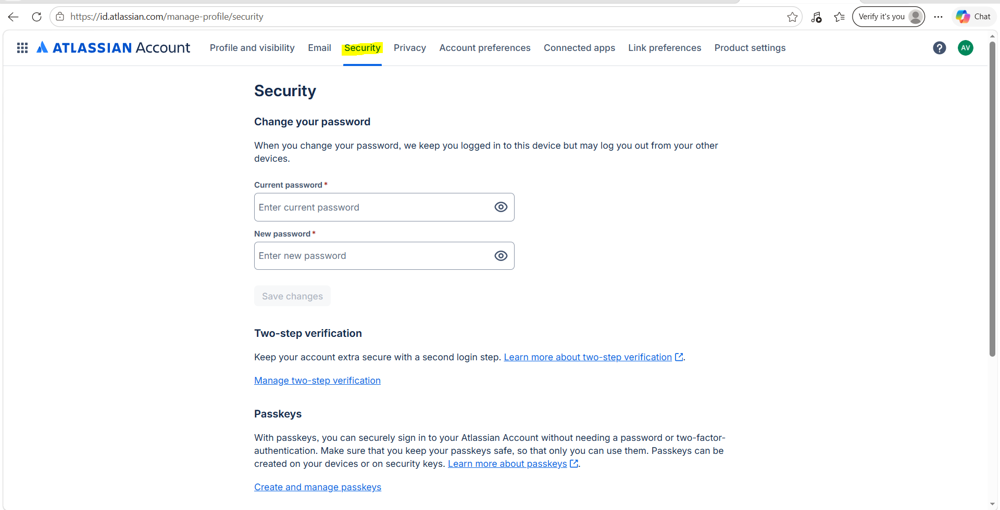 https://id.atlassian.com/manage-profile/security
Verify it's you
Chat
ATLASSIAN Account
Profile and visibility
Email
Security
Privacy
Account preferences
Connected apps
Link preferences
Product settings
AV
Security
Change your password
When you change your password, we keep you logged in to this device but may log you out from your other
devices.
Current password *
Enter current password
New password *
Enter new password
Save changes
Two-step verification
Keep your account extra secure with a second login step. Learn more about two-step verification.
Manage two-step verification
Passkeys
With passkeys, you can securely sign in to your Atlassian Account without needing a password or two-factor-
authentication. Make sure that you keep your passkeys safe, so that only you can use them. Passkeys can be
created on your devices or on security keys. Learn more about passkeys.
Create and manage passkeys